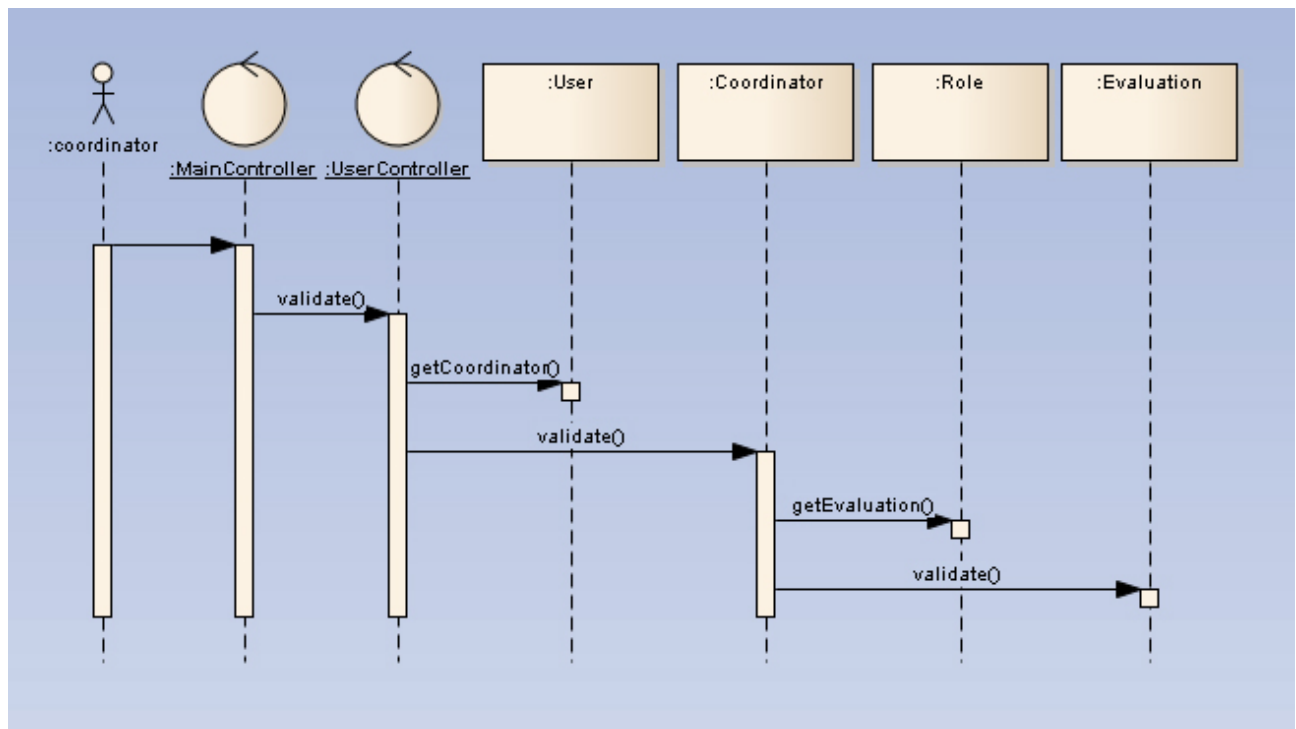 :coordinator
:MainController
:UserController
:User
:Coordinator
:Role
:Evaluation
validate()
getCoordinator()
validate()
getEvaluation()
validate()